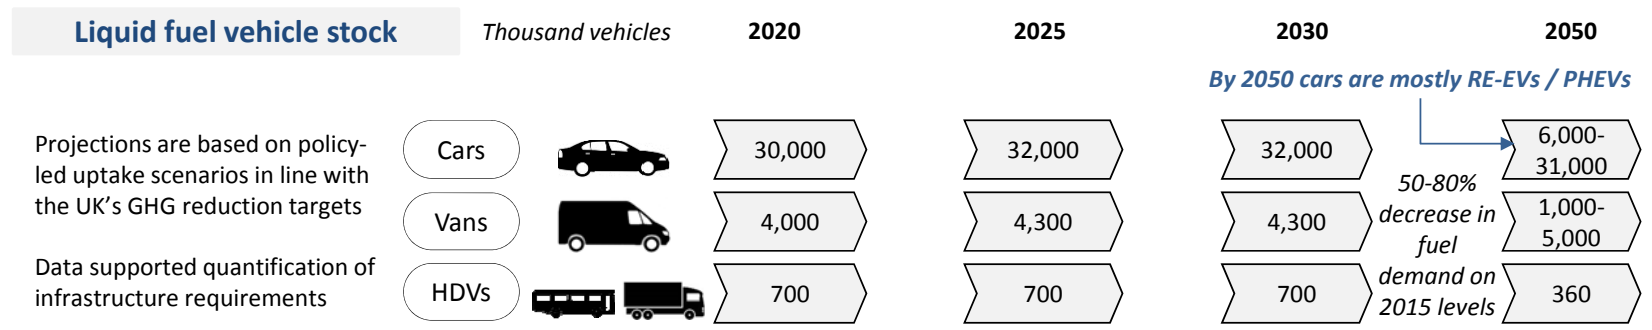 Liquid fuel vehicle stock
Thousand vehicles
2020
2025
2030
2050
By 2050 cars are mostly RE-EVs / PHEVs
Projections are based on policy-
led uptake scenarios in line with
the UK's GHG reduction targets
Data supported quantification of
infrastructure requirements
Cars
30,000
32,000
32,000
6,000-
31,000
Vans
4,000
4,300
4,300
1,000-
5,000
HDVs
700
700
700
360
50-80%
decrease in
fuel
demand on
2015 levels